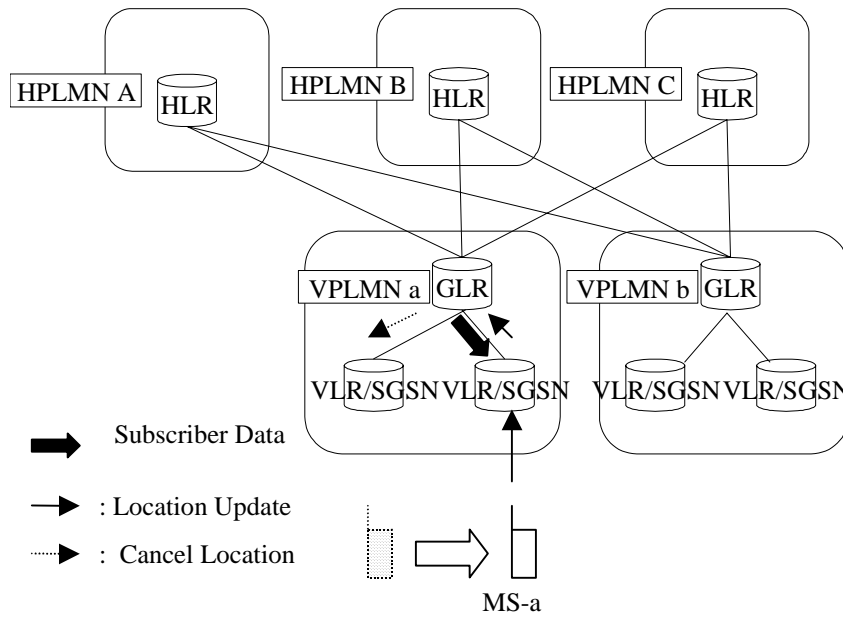 HPLMN A
HLR
HPLMN B
HLR
HPLMN C
HLR
VPLMN a
GLR
VPLMN b
GLR
VLR/SGSN
VLR/SGSN
VLR/SGSN
VLR/SGSN
Subscriber Data
: Location Update
: Cancel Location
MS-a